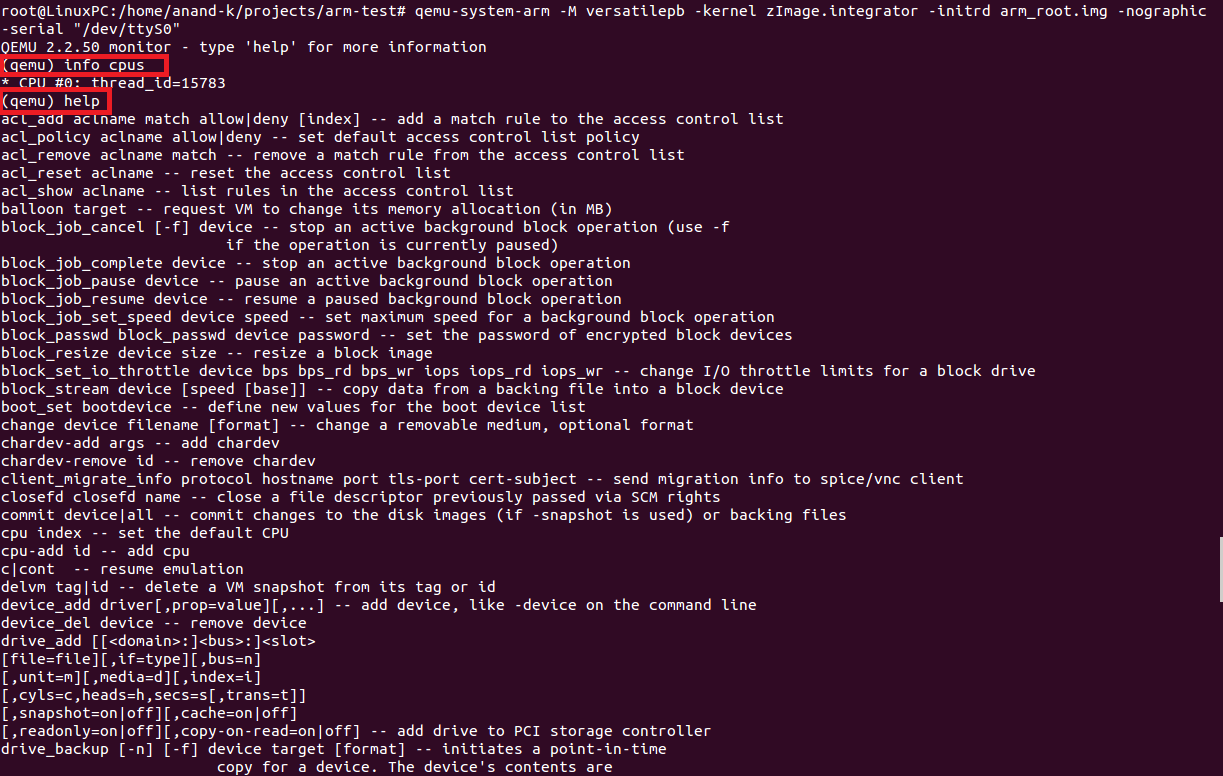 root@LinuxPC:/home/anand-k/projects/arm-test# qemu-system-arm -M versatilepb -kernel zImage.integrator -initrd arm_root.img -nographic
-serial "/dev/ttyS0"
QEMU 2.2.50 monitor - type 'help' for more information
(qemu) info cpus
* CPU #0: thread_id=15783
(qemu) help
acl_add aclname match allow|deny [index] -- add a match rule to the access control list
acl_policy aclname allow|deny -- set default access control list policy
acl_remove aclname match -- remove a match rule from the access control list
acl_reset aclname -- reset the access control list
acl_show aclname -- list rules in the access control list
balloon target -- request VM to change its memory allocation (in MB)
block_job_cancel [-f] device -- stop an active background block operation (use -f
if the operation is currently paused)
block_job_complete device -- stop an active background block operation
block_job_pause device -- pause an active background block operation
block_job_resume device -- resume a paused background block operation
block_job_set_speed device speed -- set maximum speed for a background block operation
block_passwd block_passwd device password -- set the password of encrypted block devices
block_resize device size -- resize a block image
block_set_io_throttle device bps bps_rd bps_wr iops iops_rd iops_wr -- change I/O throttle limits for a block drive
block_stream device [speed [base]] -- copy data from a backing file into a block device
boot_set bootdevice -- define new values for the boot device list
change device filename [format] -- change a removable medium, optional format
chardev-add args -- add chardev
chardev-remove id -- remove chardev
client_migrate_info protocol hostname port tls-port cert-subject -- send migration info to spice/vnc client
closefd closefd name -- close a file descriptor previously passed via SCM rights
commit device|all -- commit changes to the disk images (if -snapshot is used) or backing files
cpu index -- set the default CPU
cpu-add id -- add cpu
c|cont  -- resume emulation
delvm tag|id -- delete a VM snapshot from its tag or id
device_add driver[,prop=value][,...] -- add device, like -device on the command line
device_del device -- remove device
drive_add [[<domain>:]<bus>:]<slot>
[file=file][,if=type][,bus=n]
[,unit=m][,media=d][,index=i]
[,cyls=c,heads=h,secs=s[,trans=t]]
[,snapshot=on|off][,cache=on|off]
[,readonly=on|off][,copy-on-read=on|off] -- add drive to PCI storage controller
drive_backup [-n] [-f] device target [format] -- initiates a point-in-time
copy for a device. The device's contents are